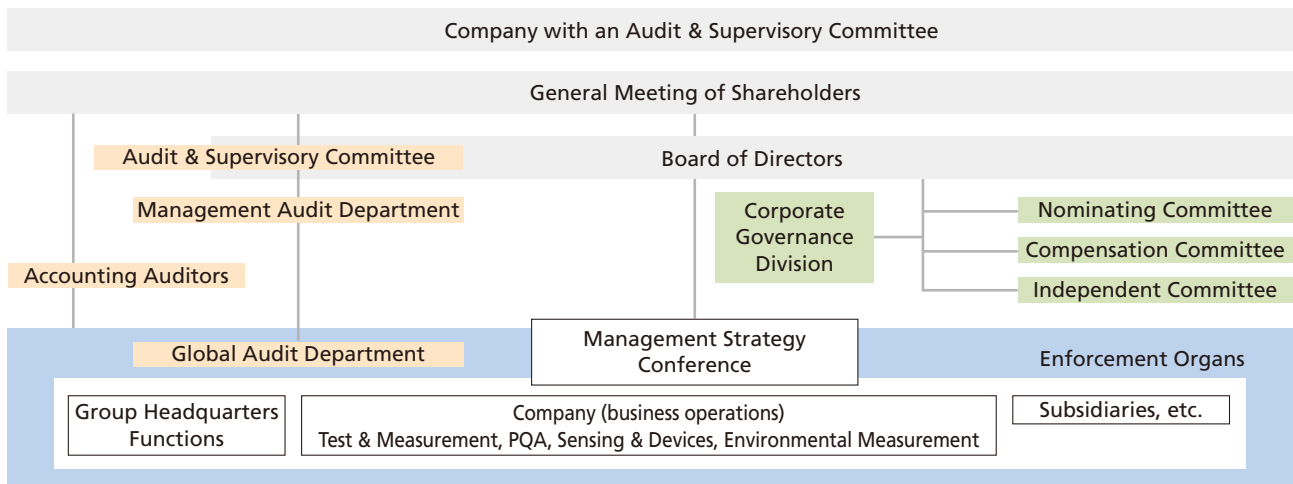 Company with an Audit & Supervisory Committee
General Meeting of Shareholders
Audit & Supervisory Committee
Board of Directors
Management Audit Department
Corporate
Governance
Division
Nominating Committee
Compensation Committee
Independent Committee
Accounting Auditors
Global Audit Department
Management Strategy
Conference
Enforcement Organs
Group Headquarters
Functions
Company (business operations)
Test & Measurement, PQA, Sensing & Devices, Environmental Measurement
Subsidiaries, etc.